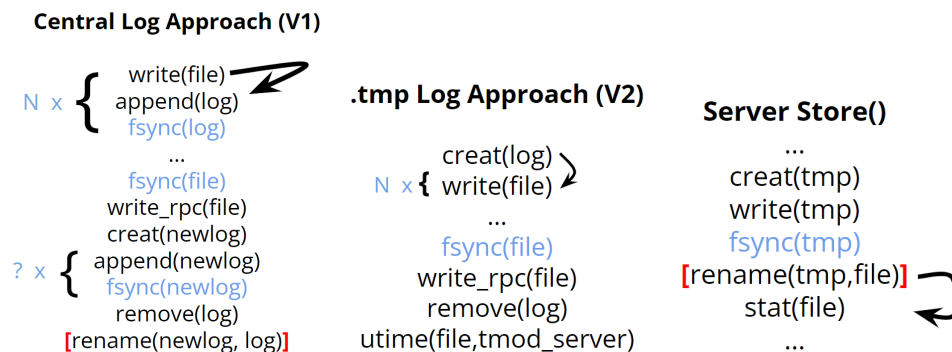 Central Log Approach (V1)
N x { write(file)
append(log)
fsync(log)
...
fsync(file)
write_rpc(file)
creat(newlog)
? x { append(newlog)
fsync(newlog)
remove(log)
[rename(newlog, log)]
.tmp Log Approach (V2)
creat(log)
N x { write(file)
...
fsync(file)
write_rpc(file)
remove(log)
utime(file,tmod_server)
Server Store()
...
creat(tmp)
write(tmp)
fsync(tmp)
[rename(tmp,file)]
stat(file)
...